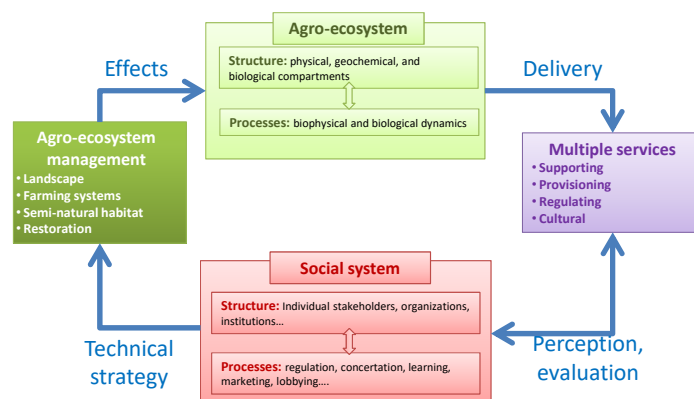 Agro-ecosystem
Structure: physical, geochemical, and
biological compartments
Processes: biophysical and biological dynamics
Effects
Delivery
Agro-ecosystem
management
• Landscape
• Farming systems
• Semi-natural habitat
• Restoration
Multiple services
• Supporting
• Provisioning
• Regulating
• Cultural
Social system
Structure: Individual stakeholders, organizations,
institutions…
Processes: regulation, concertation, learning,
marketing, lobbying….
Technical
strategy
Perception,
evaluation